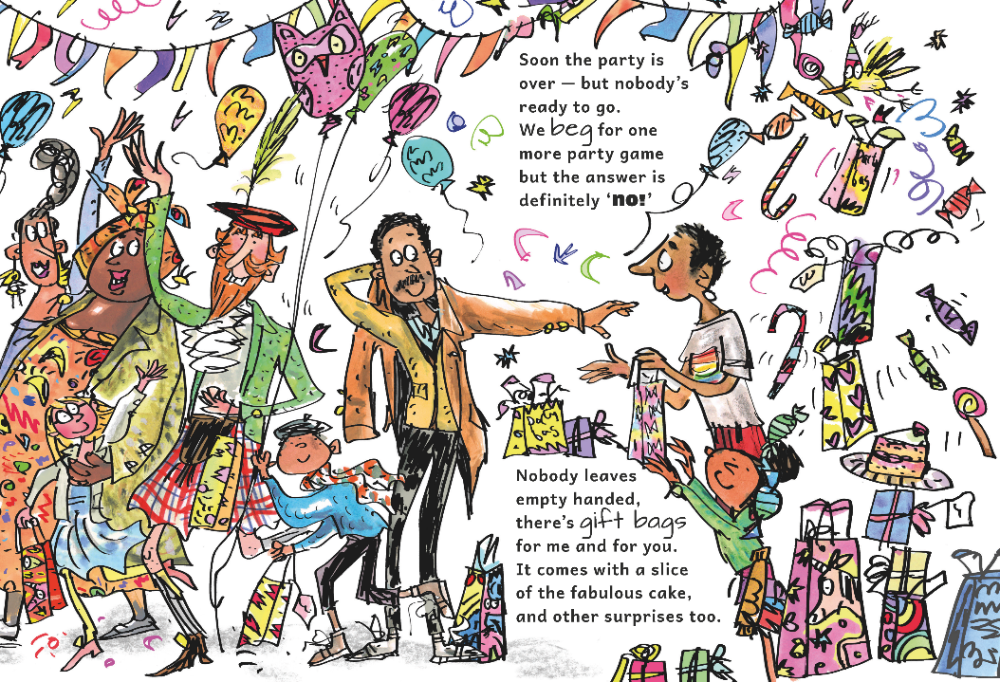 Soon the party is
over — but nobody's
ready to go.
We beg for one
more party game
but the answer is
definitely ‘no!’
Nobody leaves
empty handed,
there's gift bags
for me and for you.
It comes with a slice
of the fabulous cake,
and other surprises too.